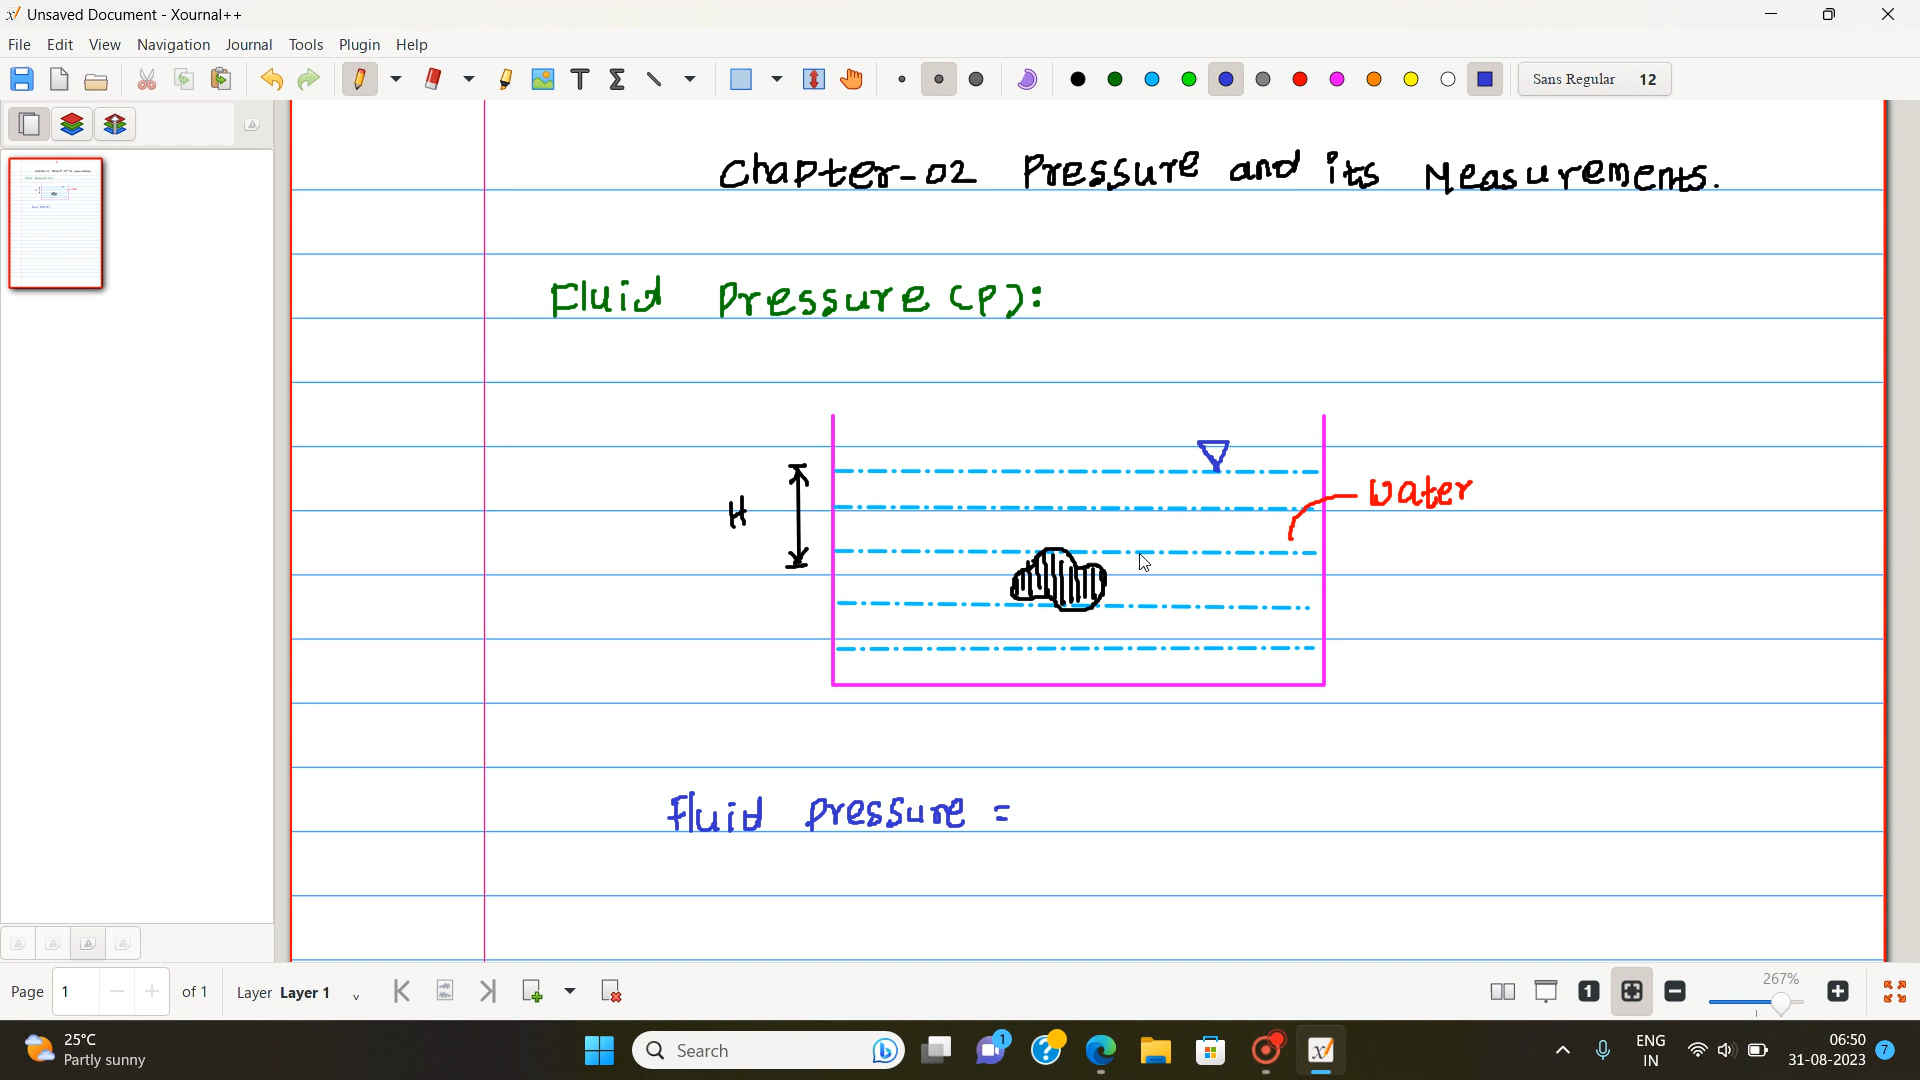 Unsaved Document - Xournal++
File Edit View Navigation Journal Tools Plugin Help
Sans Regular 12
Chapter-02 Pressure and its Measurements.
Fluid Pressure (P):
H
Water
Fluid pressure =
Page 1 of 1 Layer Layer 1 267%
25°C
Partly sunny
Search
1
ENG
IN
06:50
31-08-2023
7